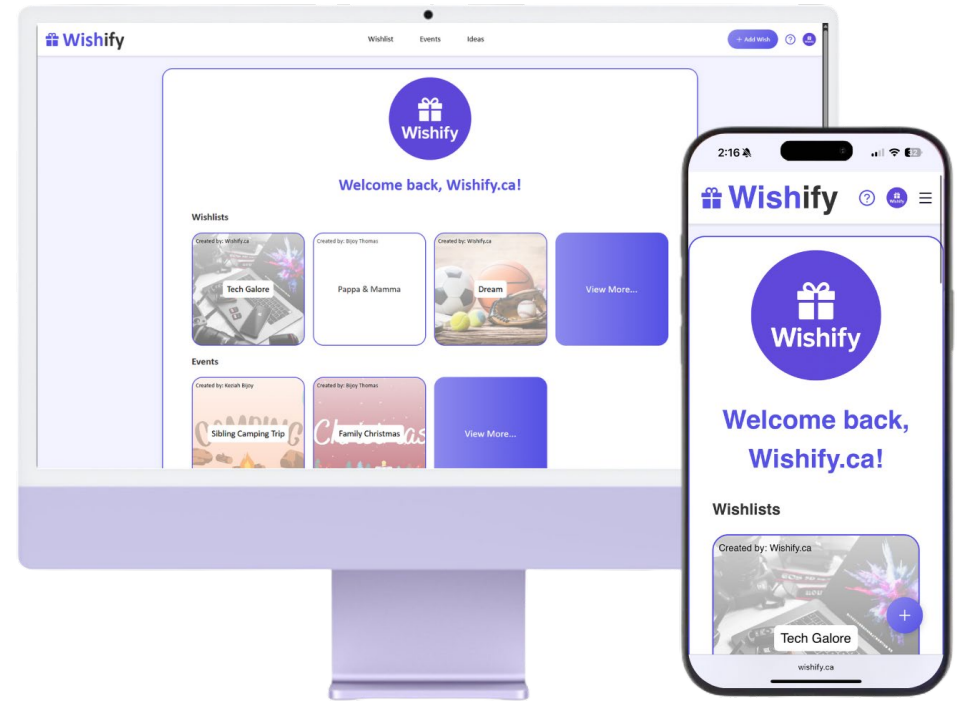 Wishify
Wishlist Events Ideas
+ Add Wish
Wishify
Welcome back, Wishify.ca!
Wishlists
Created by: Wishify.ca
Tech Galore
Created by: Bijoy Thomas
Pappa & Mamma
Created by: Wishify.ca
Dream
View More...
Events
Created by: Keziah Bijoy
CAMPING
Sibling Camping Trip
Created by: Bijoy Thomas
Christmas
Family Christmas
View More...
2:16
32
Wishify
Wishify
Welcome back,
Wishify.ca!
Wishlists
Created by: Wishify.ca
Tech Galore
+
wishify.ca